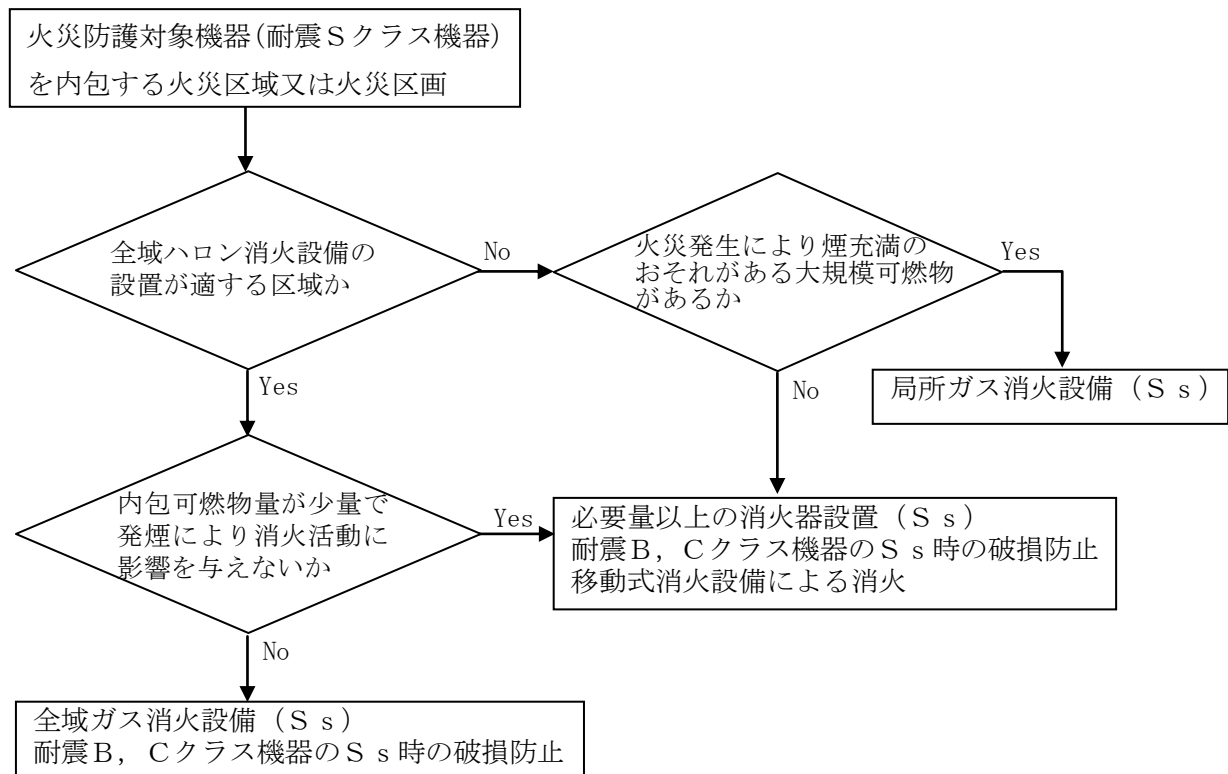 火災防護対象機器(耐震Sクラス機器)
を内包する火災区域又は火災区画
全域ハロン消火設備の
設置が適する区域か
No
火災発生により煙充満の
おそれがある大規模可燃物
があるか
Yes
Yes
No
局所ガス消火設備(Ss)
内包可燃物量が少量で
発煙により消火活動に
影響を与えないか
Yes
必要量以上の消火器設置(Ss)
耐震B,Cクラス機器のSs時の破損防止
移動式消火設備による消火
No
全域ガス消火設備(Ss)
耐震B,Cクラス機器のSs時の破損防止